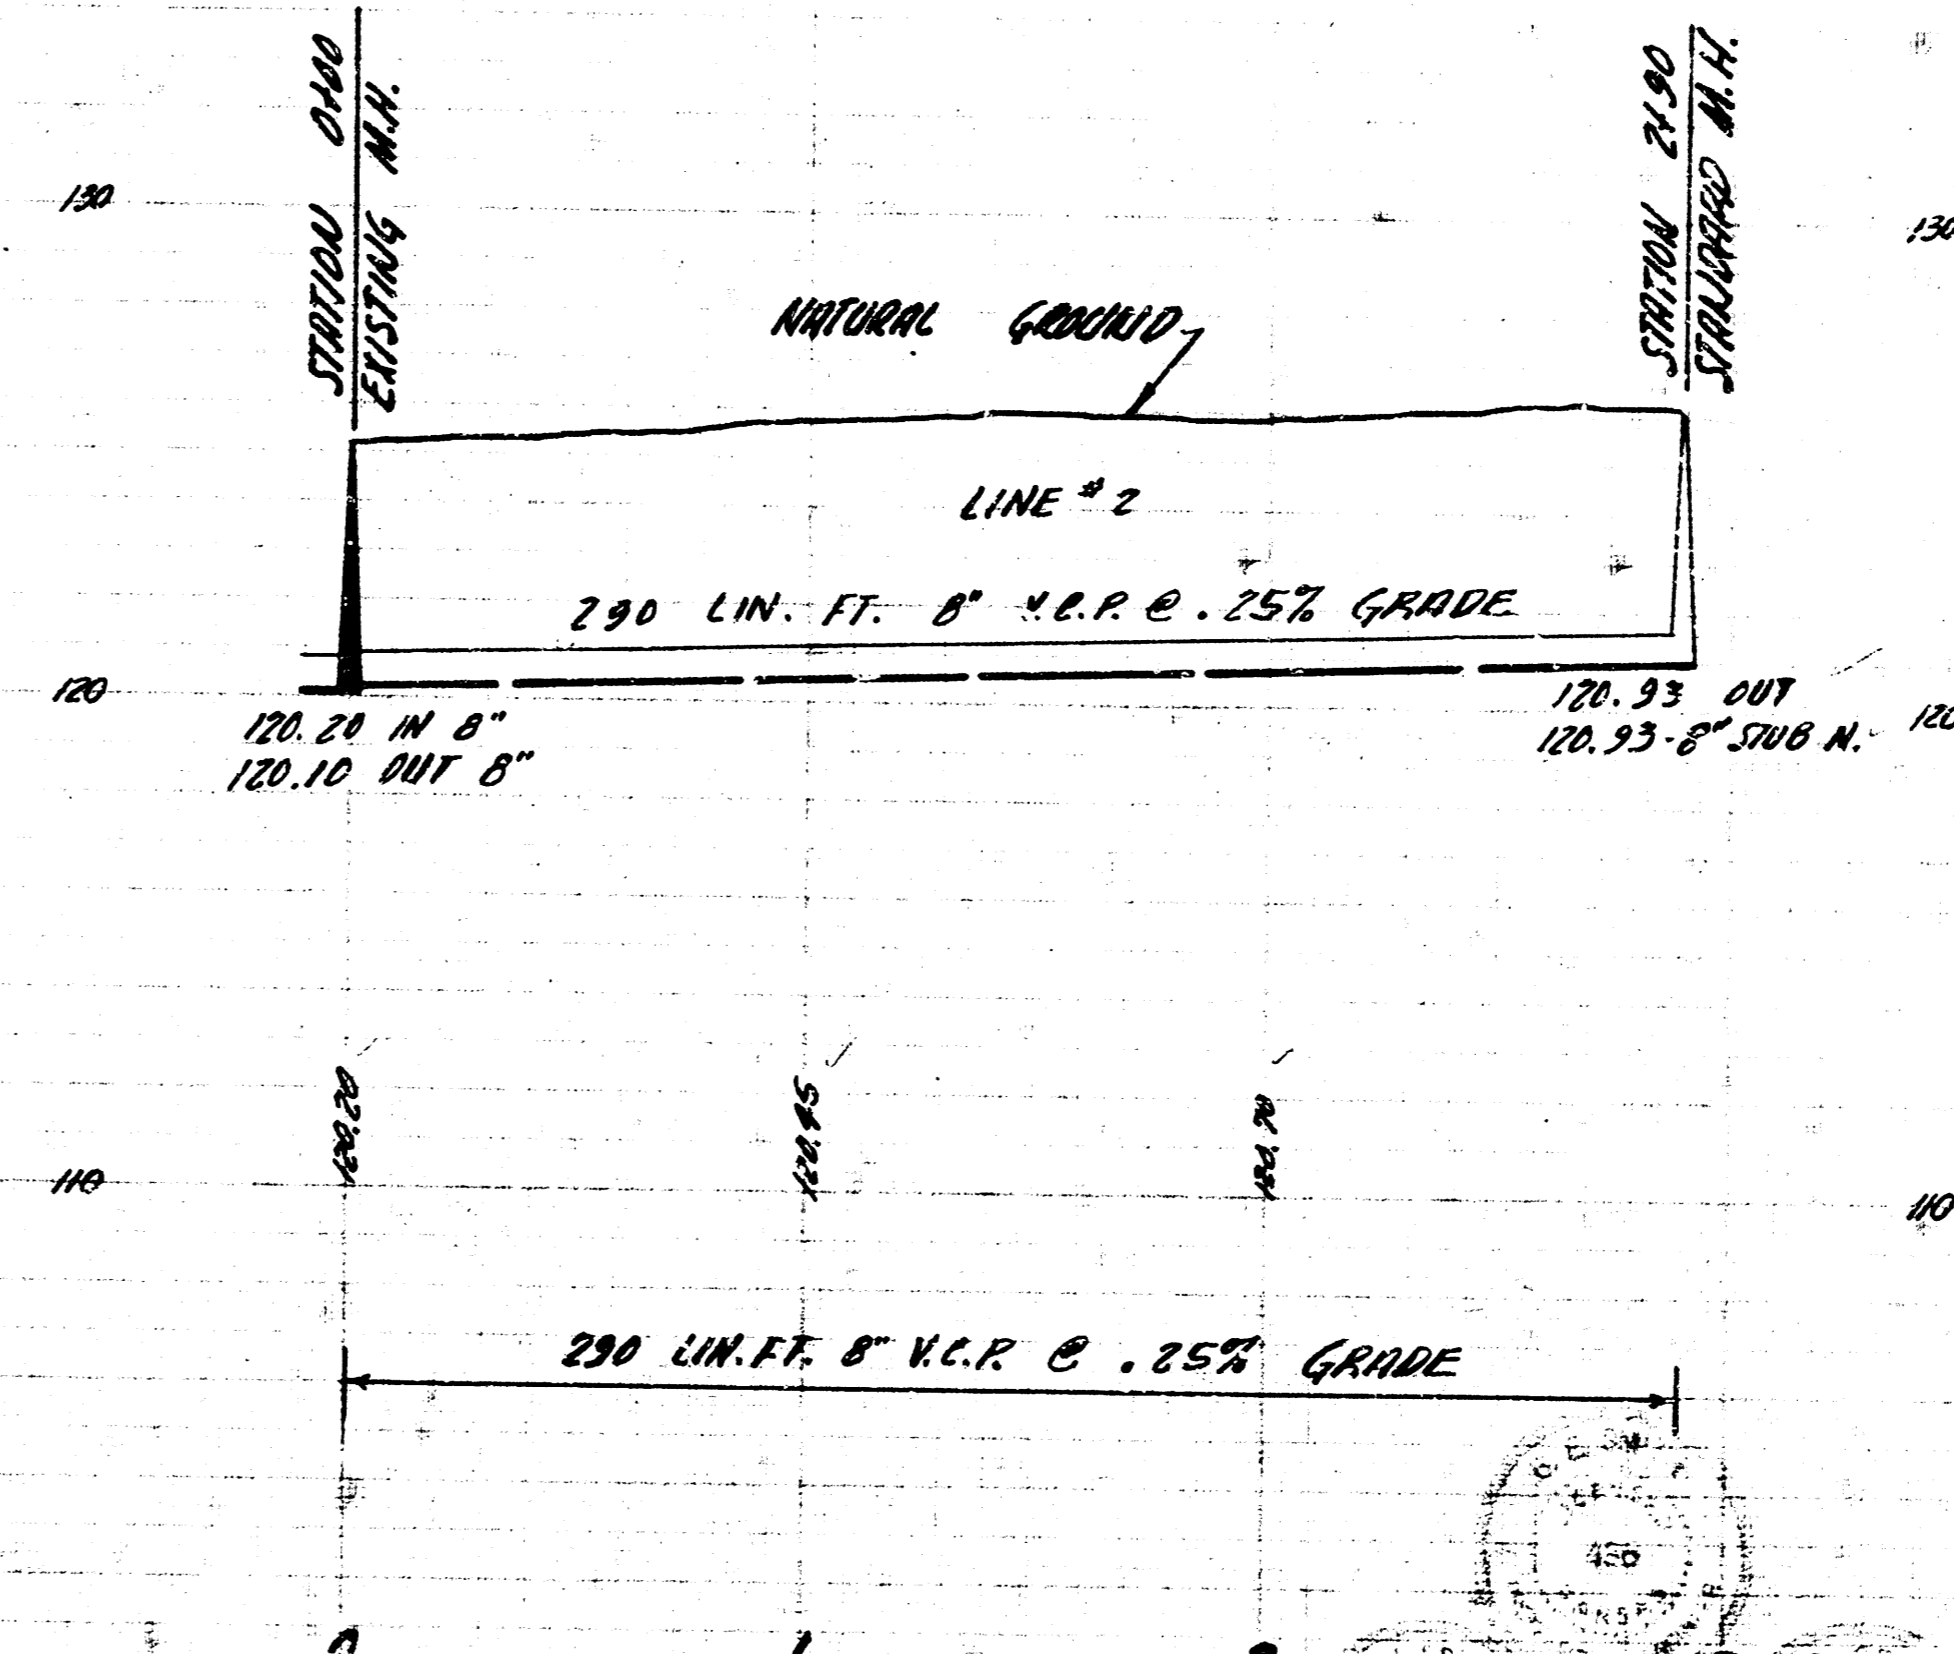 STATION 0+00
EXISTING M.H.
STATION 2+90
STANDARD M.H.
130
130
NATURAL GROUND
LINE #2
290 LIN. FT. 8" V.C.P. @ .25% GRADE
120
120
120.20 IN 8"
120.10 OUT 8"
120.93 OUT
120.93-8" STUB N.
120.20
120.45
120.70
110
110
290 LIN. FT. 8" V.C.P. @ .25% GRADE